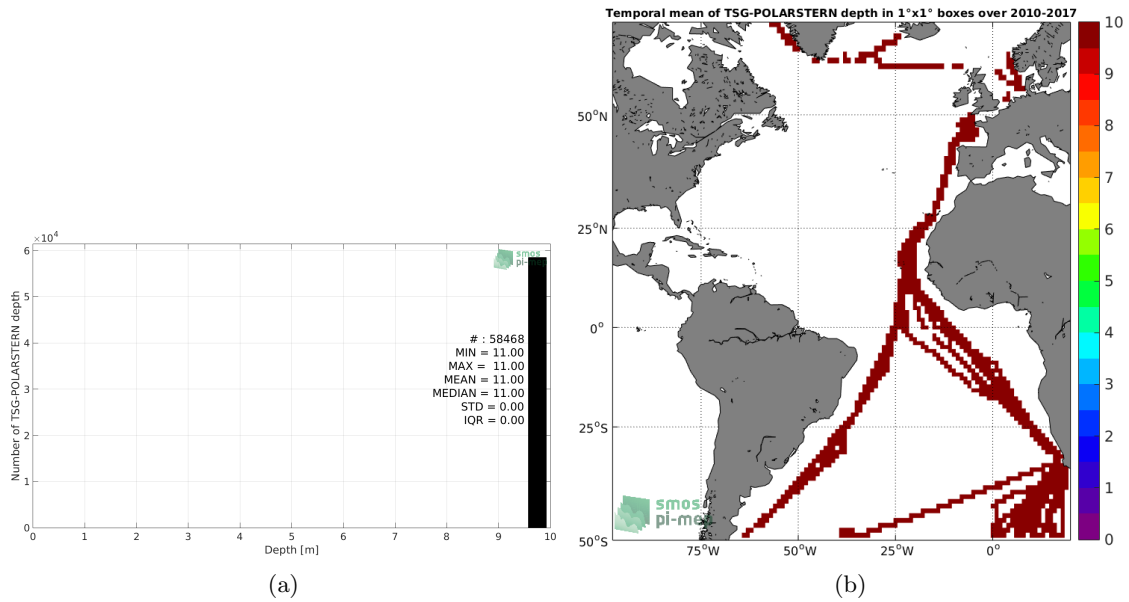 ×10⁴
6
5
4
3
2
1
0
Number of TSG-POLARSTERN depth
smos
pi-mep
# : 58468
MIN = 11.00
MAX = 11.00
MEAN = 11.00
MEDIAN = 11.00
STD = 0.00
IQR = 0.00
0 1 2 3 4 5 6 7 8 9 10
Depth [m]
(a)
Temporal mean of TSG-POLARSTERN depth in 1°x1° boxes over 2010-2017
50°N
25°N
0°
25°S
50°S
75°W 50°W 25°W 0°
smos
pi-mep
10
9
8
7
6
5
4
3
2
1
0
(b)